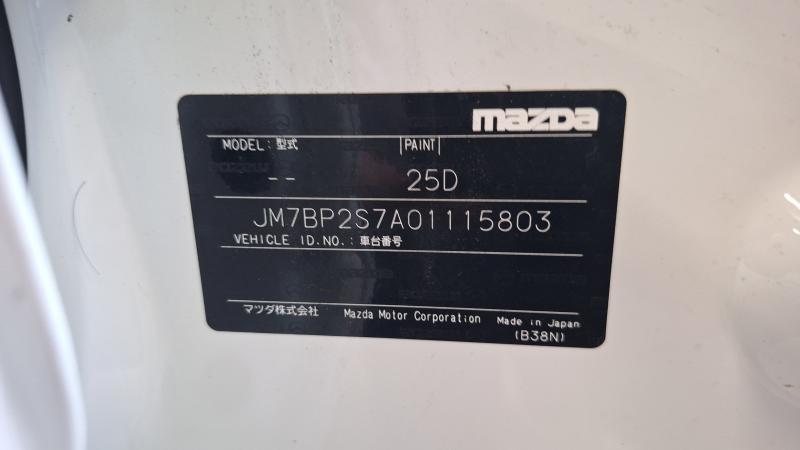 mazda
MODEL: 型式 PAINT
-- 25D
JM7BP2S7A01115803
VEHICLE ID.NO.: 車台番号
マツダ株式会社 Mazda Motor Corporation Made in Japan
(B38N)